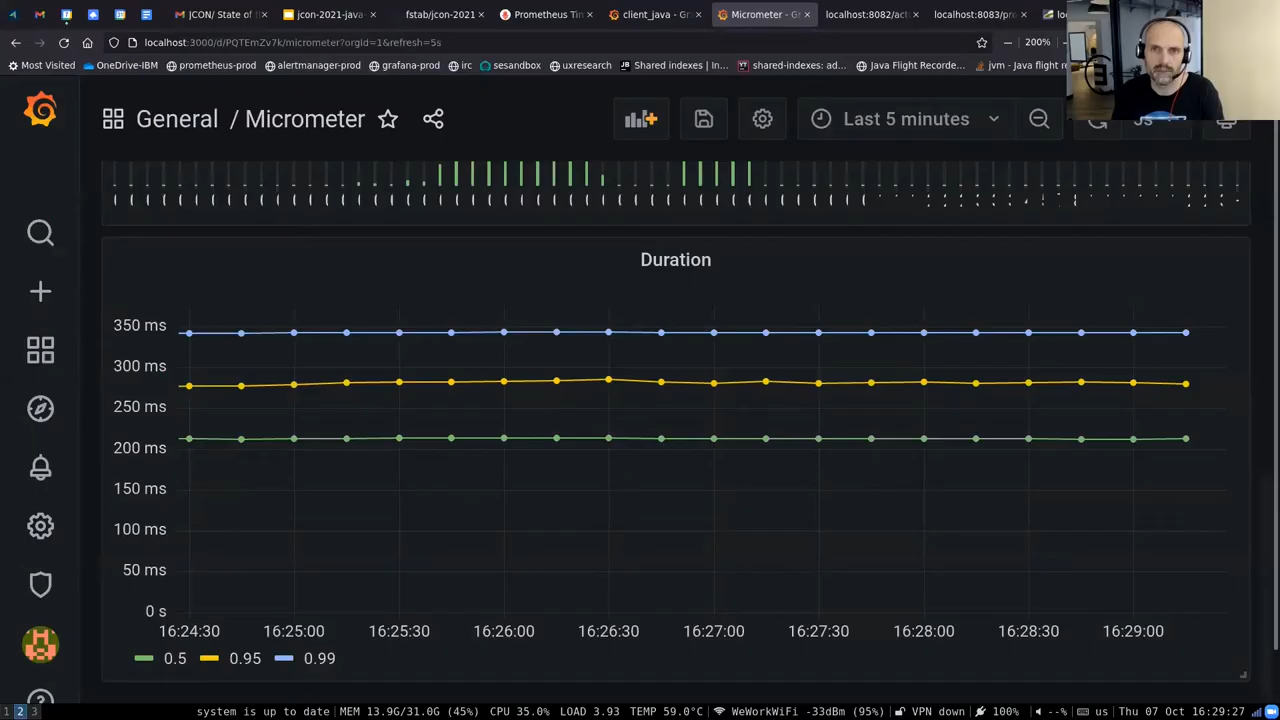 JCON/ State of t
jcon-2021-java-
fstab/jcon-2021
Prometheus Tim
client_java - Gr
Micrometer - G
localhost:8082/act
localhost:8083/pro
lo
localhost:3000/d/PQTEmZv7k/micrometer?orgId=1&refresh=5s
200%
Most Visited
OneDrive-IBM
prometheus-prod
alertmanager-prod
grafana-prod
irc
sesandbox
uxresearch
Shared indexes | In...
shared-indexes: ad...
Java Flight Recorde...
jvm - Java flight r
General / Micrometer
Last 5 minutes
Duration
350 ms
300 ms
250 ms
200 ms
150 ms
100 ms
50 ms
0 s
16:24:30 16:25:00 16:25:30 16:26:00 16:26:30 16:27:00 16:27:30 16:28:00 16:28:30 16:29:00
0.5 0.95 0.99
1 2 3 system is up to date MEM 13.9G/31.0G (45%) CPU 35.0% LOAD 3.93 TEMP 59.0°C WeWorkWiFi -33dBm (95%) VPN down 100% --% us Thu 07 Oct 16:29:27